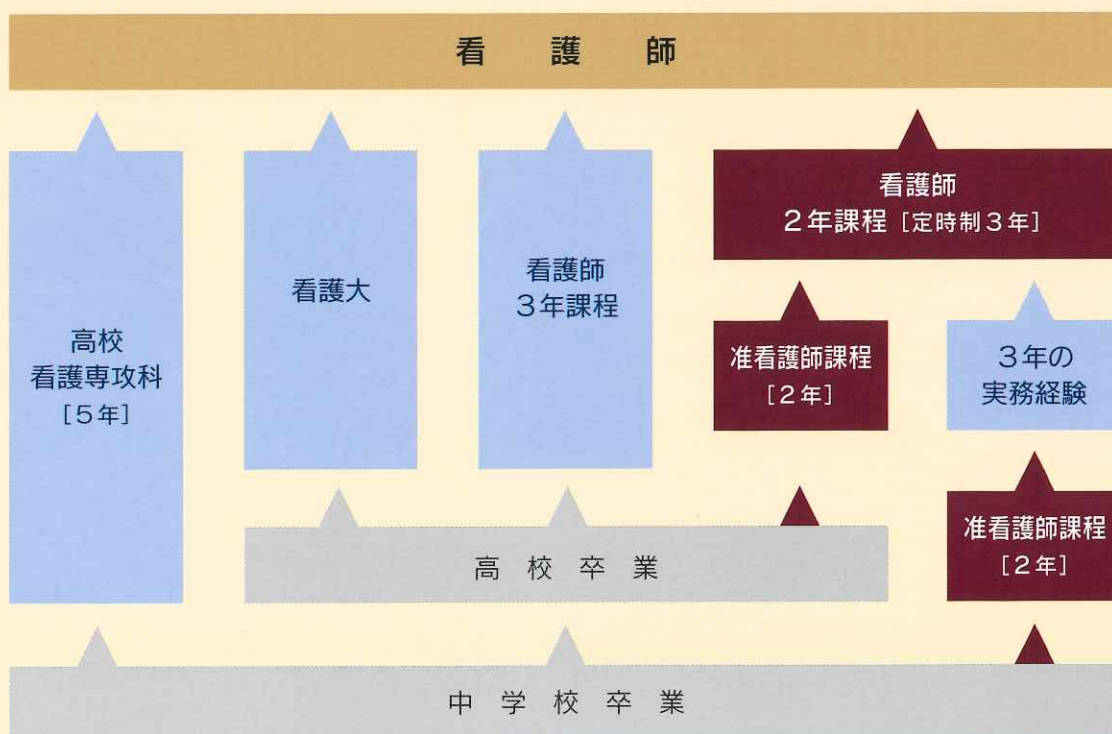 看護師
看護師
2年課程［定時制3年］
高校
看護専攻科
［5年］
看護大
看護師
3年課程
准看護師課程
［2年］
3年の
実務経験
高校卒業
准看護師課程
［2年］
中学校卒業